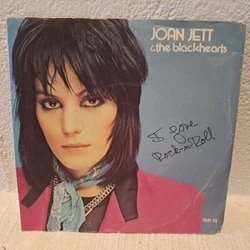 JOAN JETT
& the blackhearts
I Love
Rock-n-Roll